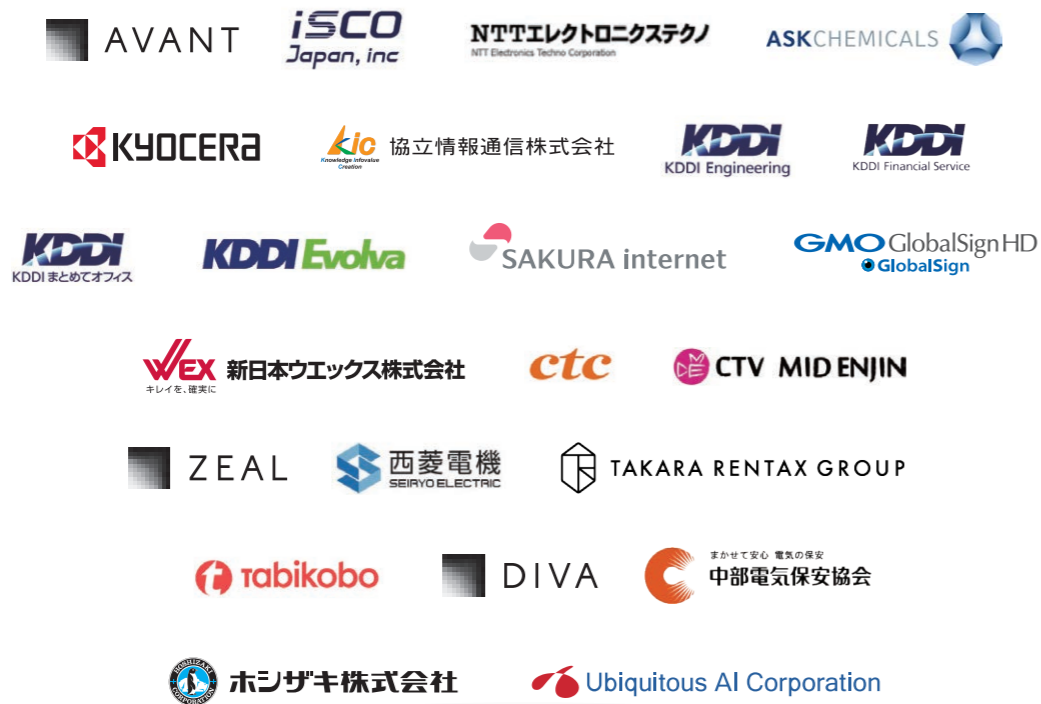 AVANT
iSCO
Japan, inc
NTTエレクトロニクステクノ
NTT Electronics Techno Corporation
ASKCHEMICALS
KYOCERA
kic
Knowledge Infovalue
Creation
協立情報通信株式会社
KDDI
KDDI Engineering
KDDI
KDDI Financial Service
KDDI
KDDI まとめてオフィス
KDDI Evolva
SAKURA internet
GMO GlobalSign HD
GlobalSign
WEX
キレイを、確実に
新日本ウエックス株式会社
ctc
CTV MID ENJIN
ZEAL
西菱電機
SEIRYO ELECTRIC
TAKARA RENTAX GROUP
Tabikobo
DIVA
まかせて安心 電気の保安
中部電気保安協会
HOSHIZAKI
CORPORATION
ホシザキ株式会社
Ubiquitous AI Corporation